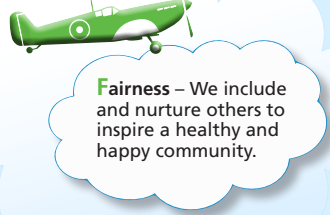 Fairness – We include
and nurture others to
inspire a healthy and
happy community.